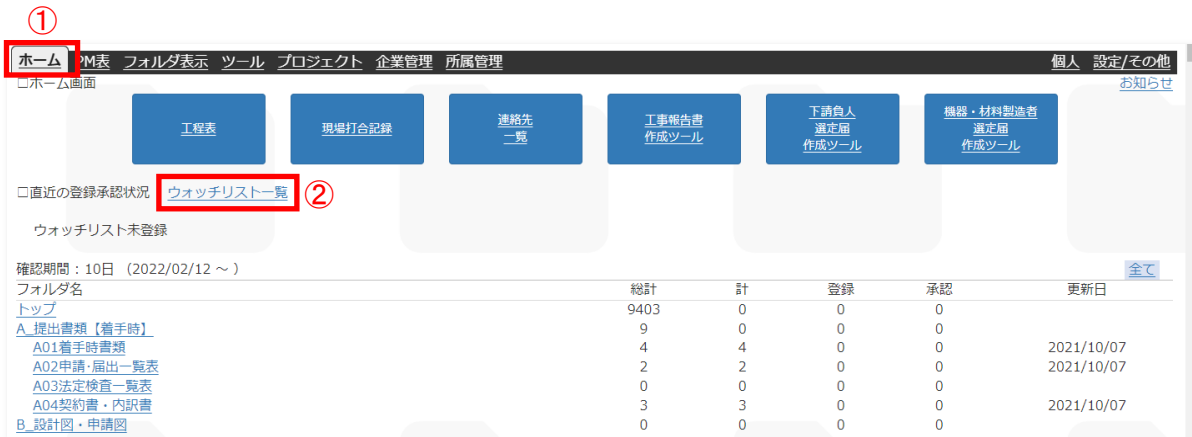 ①
ホーム PM表 フォルダ表示 ツール プロジェクト 企業管理 所属管理 個人 設定/その他
□ホーム画面 お知らせ
工程表
現場打合記録
連絡先
一覧
工事報告書
作成ツール
下請負人
選定届
作成ツール
機器・材料製造者
選定届
作成ツール
□直近の登録承認状況 ウォッチリスト一覧 ②
ウォッチリスト未登録
確認期間：10日 （2022/02/12 ～ ） 全て
フォルダ名 総計 計 登録 承認 更新日
トップ 9403 0 0 0
A_提出書類【着手時】 9 0 0 0
A01着手時書類 4 4 0 0 2021/10/07
A02申請･届出一覧表 2 2 0 0 2021/10/07
A03法定検査一覧表 0 0 0 0
A04契約書・内訳書 3 3 0 0 2021/10/07
B_設計図・申請図 0 0 0 0